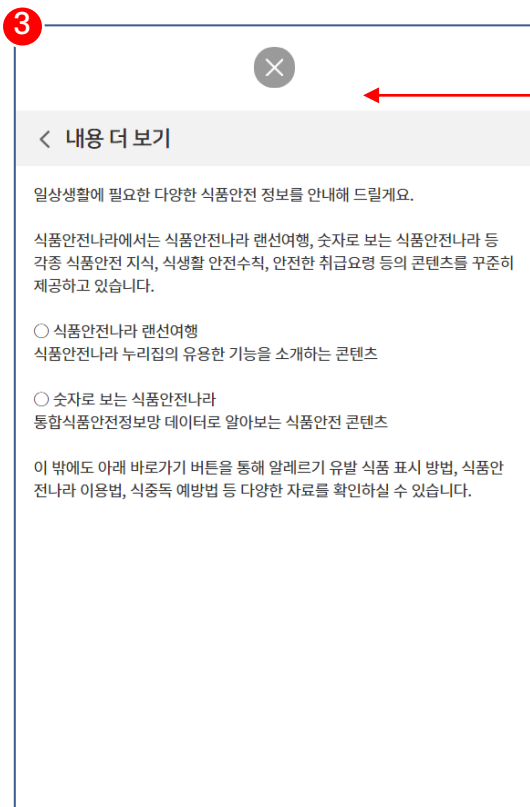 3
내용 더 보기
일상생활에 필요한 다양한 식품안전 정보를 안내해 드릴게요.
식품안전나라에서는 식품안전나라 랜선여행, 숫자로 보는 식품안전나라 등
각종 식품안전 지식, 식생활 안전수칙, 안전한 취급요령 등의 콘텐츠를 꾸준히
제공하고 있습니다.
○ 식품안전나라 랜선여행
식품안전나라 누리집의 유용한 기능을 소개하는 콘텐츠
○ 숫자로 보는 식품안전나라
통합식품안전정보망 데이터로 알아보는 식품안전 콘텐츠
이 밖에도 아래 바로가기 버튼을 통해 알레르기 유발 식품 표시 방법, 식품안
전나라 이용법, 식중독 예방법 등 다양한 자료를 확인하실 수 있습니다.